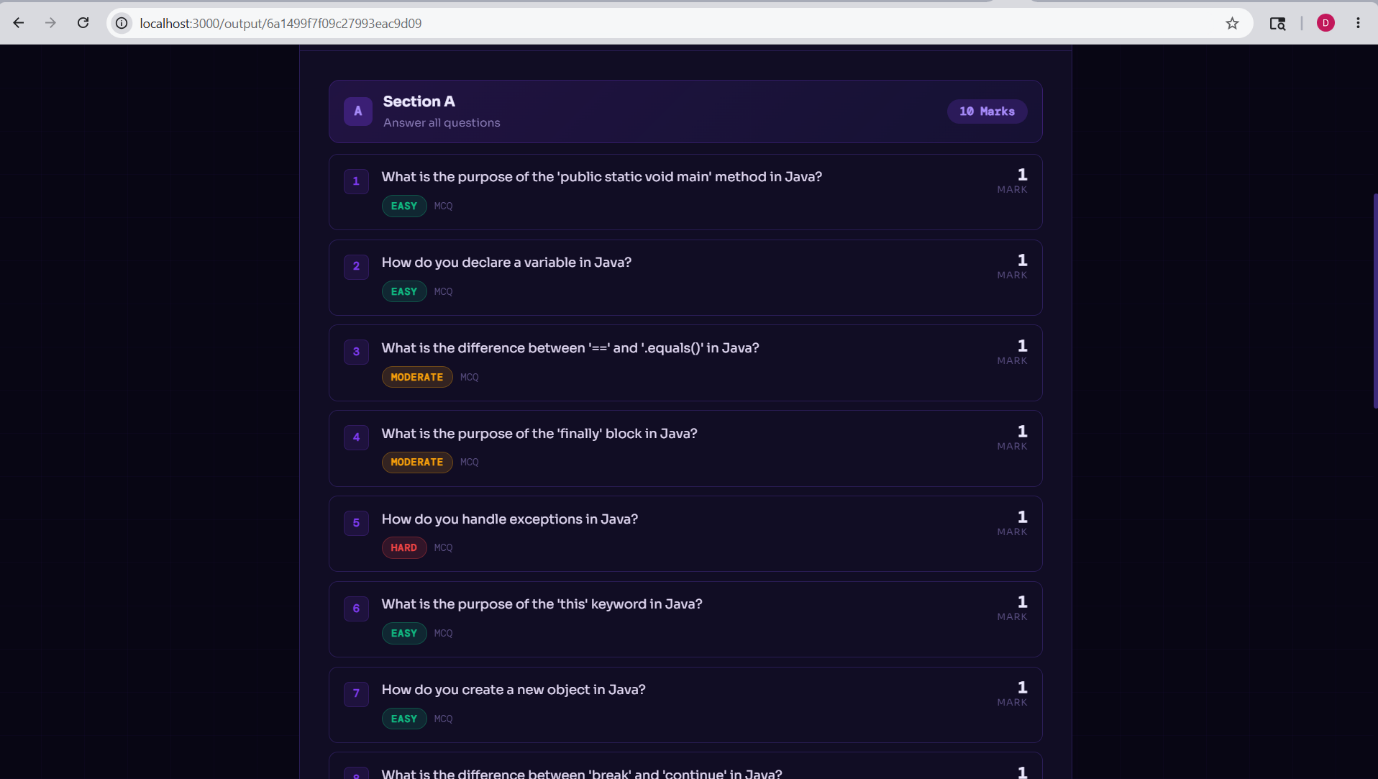 localhost:3000/output/6a1499f7f09c27993eac9d09
D
A
Section A
Answer all questions
10 Marks
1
What is the purpose of the 'public static void main' method in Java?
1
MARK
EASY MCQ
2
How do you declare a variable in Java?
1
MARK
EASY MCQ
3
What is the difference between '==' and '.equals()' in Java?
1
MARK
MODERATE MCQ
4
What is the purpose of the 'finally' block in Java?
1
MARK
MODERATE MCQ
5
How do you handle exceptions in Java?
1
MARK
HARD MCQ
6
What is the purpose of the 'this' keyword in Java?
1
MARK
EASY MCQ
7
How do you create a new object in Java?
1
MARK
EASY MCQ
8
What is the difference between 'break' and 'continue' in Java?
1